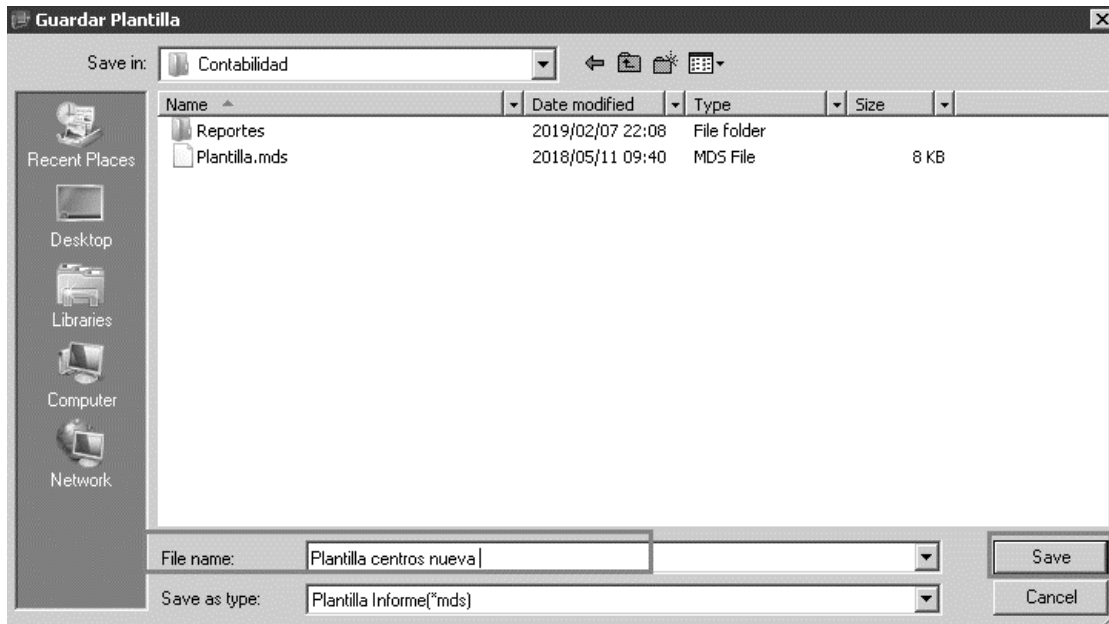 Guardar Plantilla
Save in: Contabilidad
Name Date modified Type Size
Reportes 2019/02/07 22:08 File folder
Plantilla.mds 2018/05/11 09:40 MDS File 8 KB
Recent Places
Desktop
Libraries
Computer
Network
File name: Plantilla centros nueva Save
Save as type: Plantilla Informe(*mds) Cancel